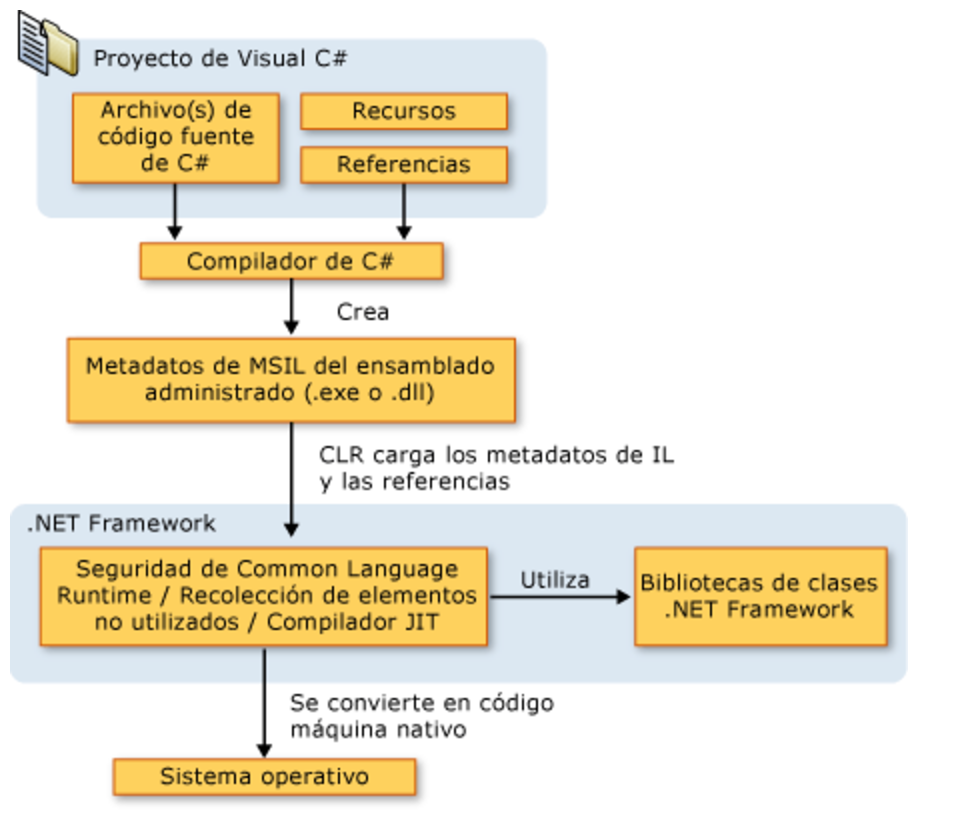 Proyecto de Visual C#
Archivo(s) de
código fuente
de C#
Recursos
Referencias
Compilador de C#
Crea
Metadatos de MSIL del ensamblado
administrado (.exe o .dll)
CLR carga los metadatos de IL
y las referencias
.NET Framework
Seguridad de Common Language
Runtime / Recolección de elementos
no utilizados / Compilador JIT
Utiliza
Bibliotecas de clases
.NET Framework
Se convierte en código
máquina nativo
Sistema operativo